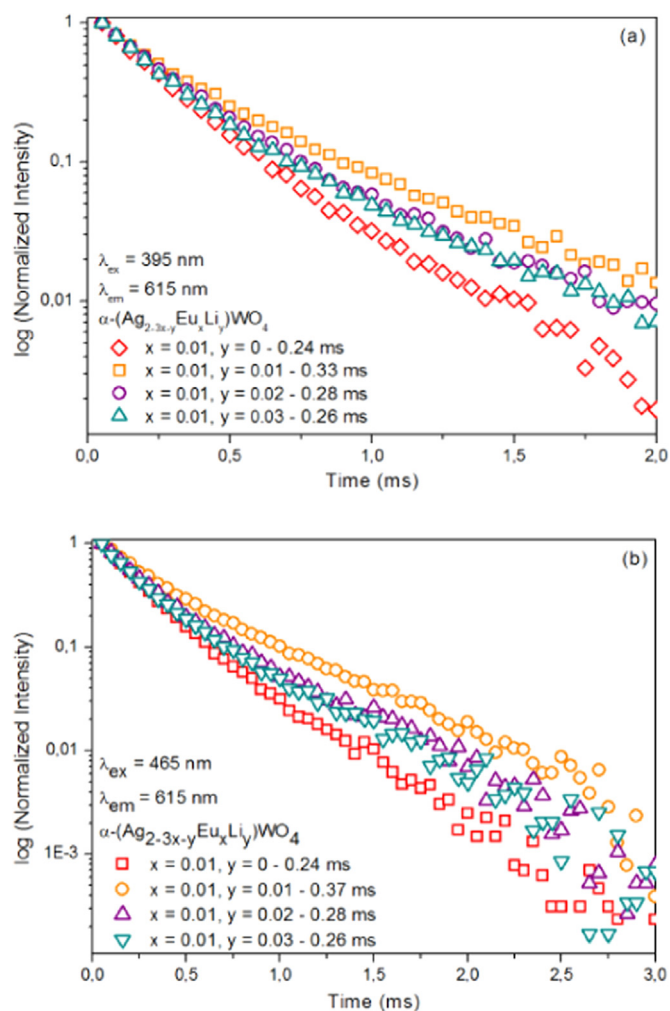 (a)
1
0.1
0.01
log (Normalized Intensity)
λex = 395 nm
λem = 615 nm
α-(Ag2-3x-yEuxLiy)WO4
x = 0.01, y = 0 - 0.24 ms
x = 0.01, y = 0.01 - 0.33 ms
x = 0.01, y = 0.02 - 0.28 ms
x = 0.01, y = 0.03 - 0.26 ms
0,0 0,5 1,0 1,5 2,0
Time (ms)
(b)
1
0.1
0.01
1E-3
log (Normalized Intensity)
λex = 465 nm
λem = 615 nm
α-(Ag2-3x-yEuxLiy)WO4
x = 0.01, y = 0 - 0.24 ms
x = 0.01, y = 0.01 - 0.37 ms
x = 0.01, y = 0.02 - 0.28 ms
x = 0.01, y = 0.03 - 0.26 ms
0,0 0,5 1,0 1,5 2,0 2,5 3,0
Time (ms)